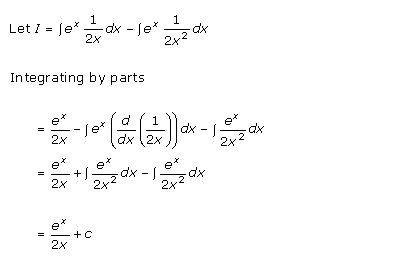 Let I = ∫e^x 1/2x dx − ∫e^x 1/2x^2 dx
Integrating by parts
= e^x/2x − ∫e^x (d/dx (1/2x)) dx − ∫ e^x/2x^2 dx
= e^x/2x + ∫ e^x/2x^2 dx − ∫ e^x/2x^2 dx
= e^x/2x + c